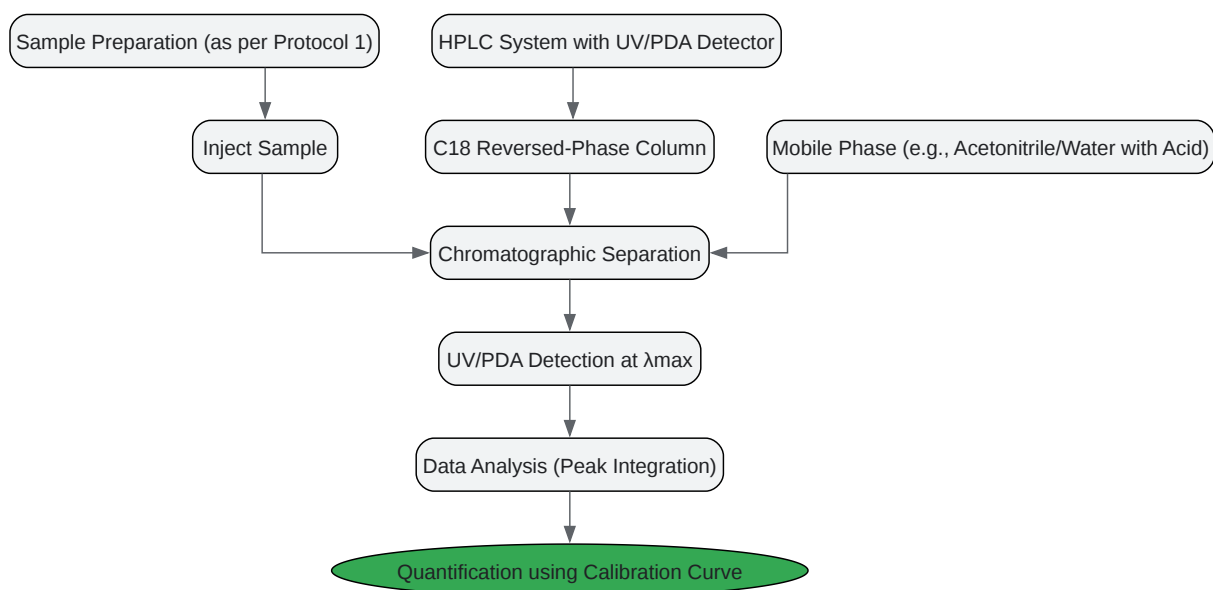 Sample Preparation (as per Protocol 1)
HPLC System with UV/PDA Detector
Inject Sample
C18 Reversed-Phase Column
Mobile Phase (e.g., Acetonitrile/Water with Acid)
Chromatographic Separation
UV/PDA Detection at λmax
Data Analysis (Peak Integration)
Quantification using Calibration Curve